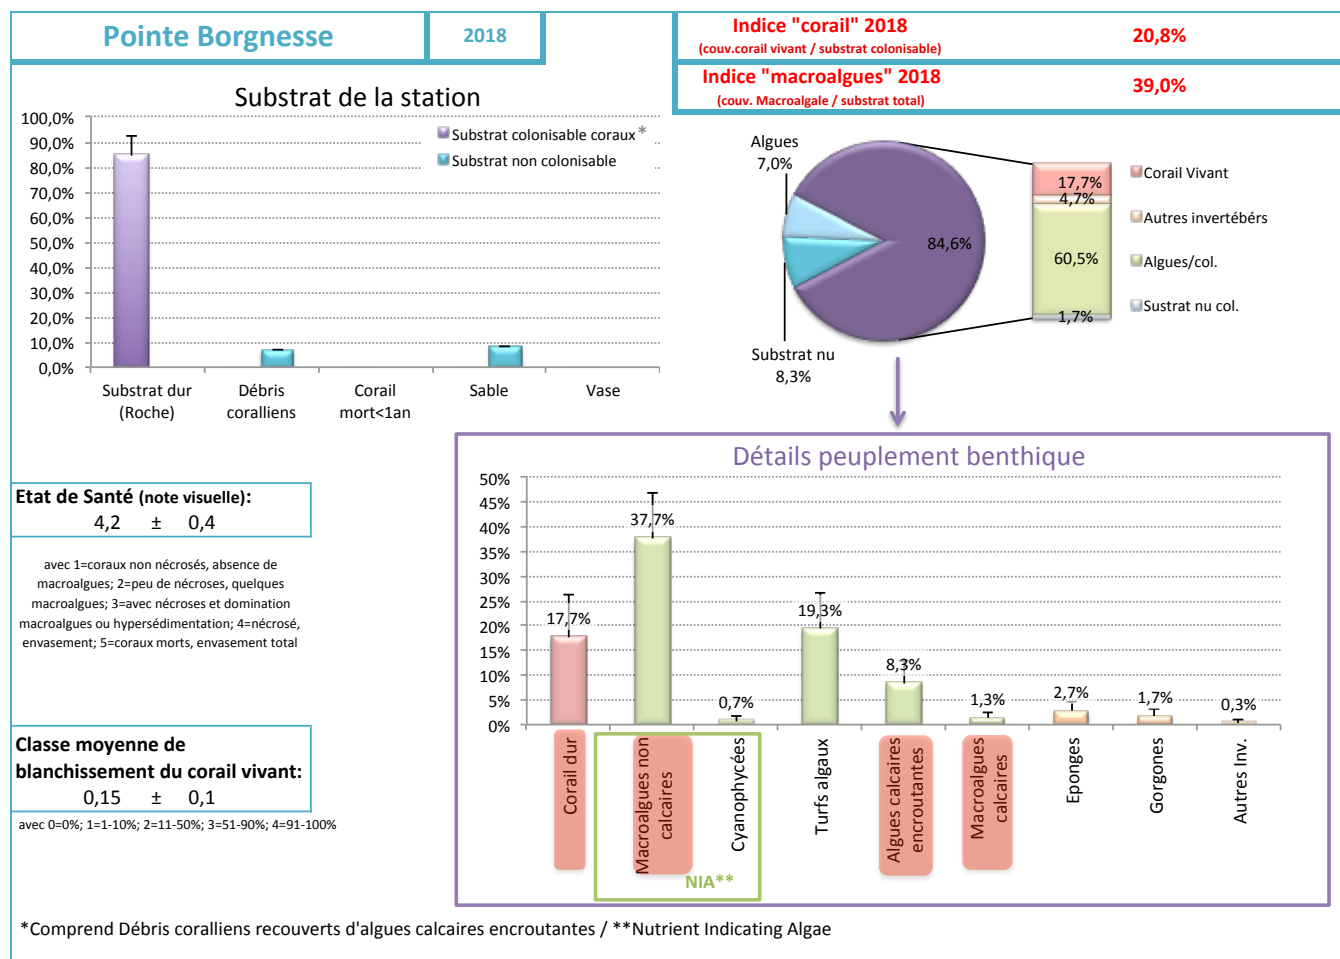 Pointe Borgnesse
2018
Indice "corail" 2018
(couv.corail vivant / substrat colonisable)
20,8%
Indice "macroalgues" 2018
(couv. Macroalgale / substrat total)
39,0%
Substrat de la station
100,0%
90,0%
80,0%
70,0%
60,0%
50,0%
40,0%
30,0%
20,0%
10,0%
0,0%
Substrat colonisable coraux*
Substrat non colonisable
Substrat dur
(Roche)
Débris
coralliens
Corail
mort<1an
Sable
Vase
Algues
7,0%
84,6%
Substrat nu
8,3%
17,7%
4,7%
60,5%
1,7%
Corail Vivant
Autres invertébérs
Algues/col.
Sustrat nu col.
Etat de Santé (note visuelle):
4,2 ± 0,4
avec 1=coraux non nécrosés, absence de
macroalgues; 2=peu de nécroses, quelques
macroalgues; 3=avec nécroses et domination
macroalgues ou hypersédimentation; 4=nécrosé,
envasement; 5=coraux morts, envasement total
Classe moyenne de
blanchissement du corail vivant:
0,15 ± 0,1
avec 0=0%; 1=1-10%; 2=11-50%; 3=51-90%; 4=91-100%
Détails peuplement benthique
50%
45%
40%
35%
30%
25%
20%
15%
10%
5%
0%
17,7%
37,7%
0,7%
19,3%
8,3%
1,3%
2,7%
1,7%
0,3%
Corail dur
Macroalgues non
calcaires
Cyanophycées
Turfs algaux
Algues calcaires
encroutantes
Macroalgues
calcaires
Eponges
Gorgones
Autres Inv.
NIA**
*Comprend Débris coralliens recouverts d'algues calcaires encroutantes / **Nutrient Indicating Algae